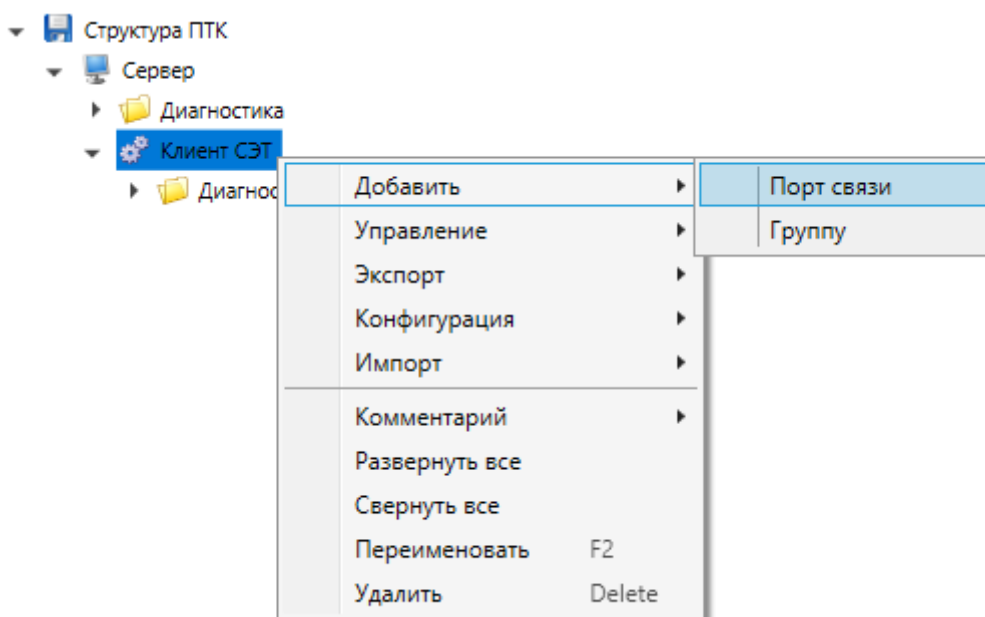 Структура ПТК
Сервер
Диагностика
Клиент СЭТ
Диагнос
Добавить
Порт связи
Управление
Группу
Экспорт
Конфигурация
Импорт
Комментарий
Развернуть все
Свернуть все
Переименовать F2
Удалить Delete